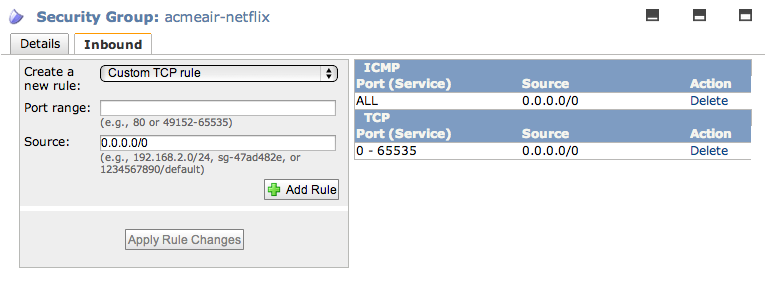 Security Group: acmeair-netflix
Details
Inbound
Create a new rule:
Custom TCP rule
Port range:
(e.g., 80 or 49152-65535)
Source:
0.0.0.0/0
(e.g., 192.168.2.0/24, sg-47ad482e, or
1234567890/default)
Add Rule
Apply Rule Changes
ICMP
Port (Service) Source Action
ALL 0.0.0.0/0 Delete
TCP
Port (Service) Source Action
0 - 65535 0.0.0.0/0 Delete